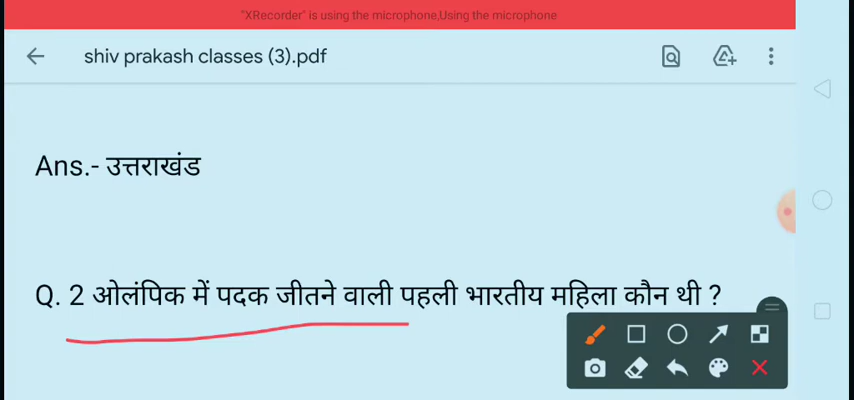 "XRecorder" is using the microphone,Using the microphone
shiv prakash classes (3).pdf
Ans.- उत्तराखंड
Q. 2 ओलंपिक में पदक जीतने वाली पहली भारतीय महिला कौन थी ?